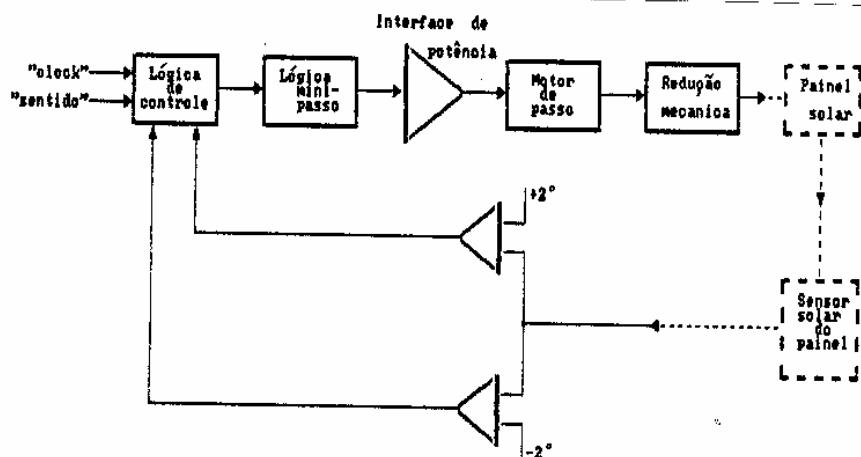 Interface de
potência
"clock"
"sentido"
Lógica
de
controle
Lógica
mini-
passo
Motor
de
passo
Redução
mecanica
Painel
solar
+2°
Sensor
solar
do
painel
-2°